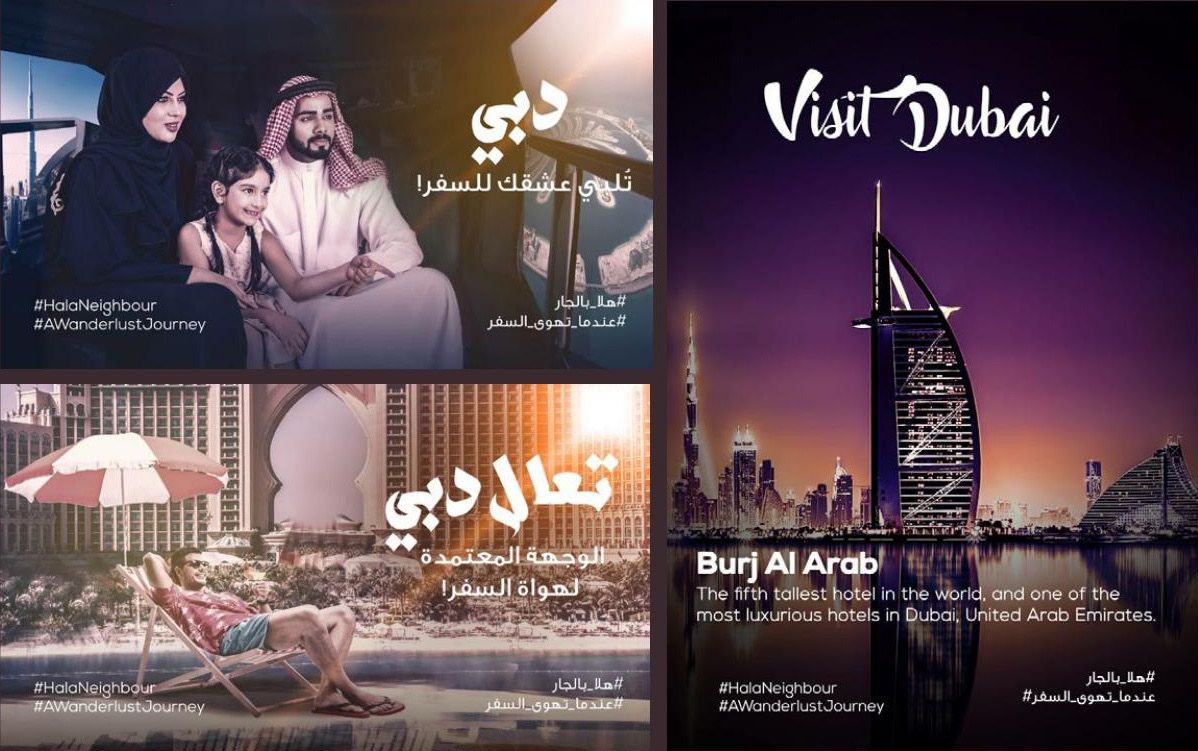 دبي
تُلبي عشقك للسفر!
#HalaNeighbour
#AWanderlustJourney
#هلا_بالجار
#عندما_تهوى_السفر
تعال دبي
الوجهة المعتمدة
لهواة السفر!
#HalaNeighbour
#AWanderlustJourney
#هلا_بالجار
#عندما_تهوى_السفر
Visit Dubai
Burj Al Arab
The fifth tallest hotel in the world, and one of the
most luxurious hotels in Dubai, United Arab Emirates.
#HalaNeighbour
#AWanderlustJourney
#هلا_بالجار
عندما_تهوى_السفر#